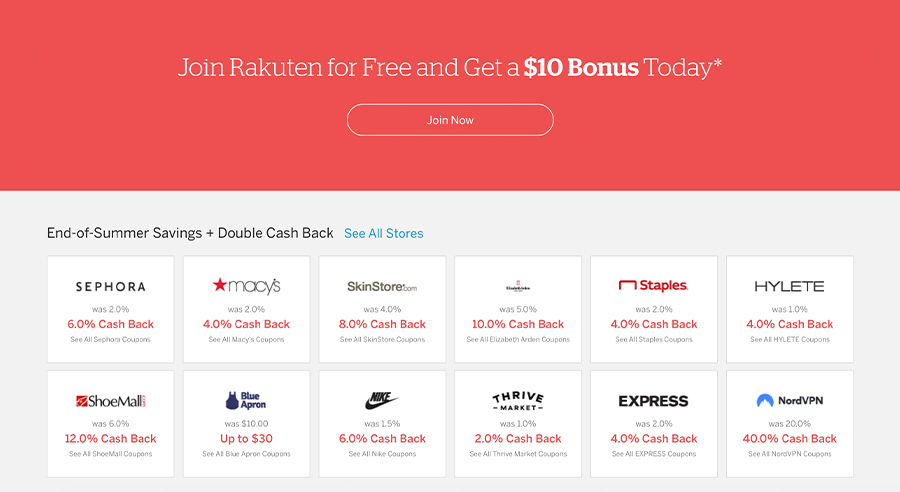 Join Rakuten for Free and Get a $10 Bonus Today*
Join Now
End-of-Summer Savings + Double Cash Back See All Stores
SEPHORA
was 2.0%
6.0% Cash Back
See All Sephora Coupons
macy's
was 2.0%
4.0% Cash Back
See All Macy's Coupons
SkinStore.com
was 4.0%
8.0% Cash Back
See All SkinStore Coupons
Elizabeth Arden
was 5.0%
10.0% Cash Back
See All Elizabeth Arden Coupons
Staples.
was 2.0%
4.0% Cash Back
See All Staples Coupons
HYLETE
was 1.0%
4.0% Cash Back
See All HYLETE Coupons
ShoeMall
was 6.0%
12.0% Cash Back
See All ShoeMall Coupons
Blue
Apron
was $10.00
Up to $30
See All Blue Apron Coupons
NIKE
was 1.5%
6.0% Cash Back
See All Nike Coupons
THRIVE
MARKET
was 1.0%
2.0% Cash Back
See All Thrive Market Coupons
EXPRESS
was 2.0%
4.0% Cash Back
See All EXPRESS Coupons
NordVPN
was 20.0%
40.0% Cash Back
See All NordVPN Coupons